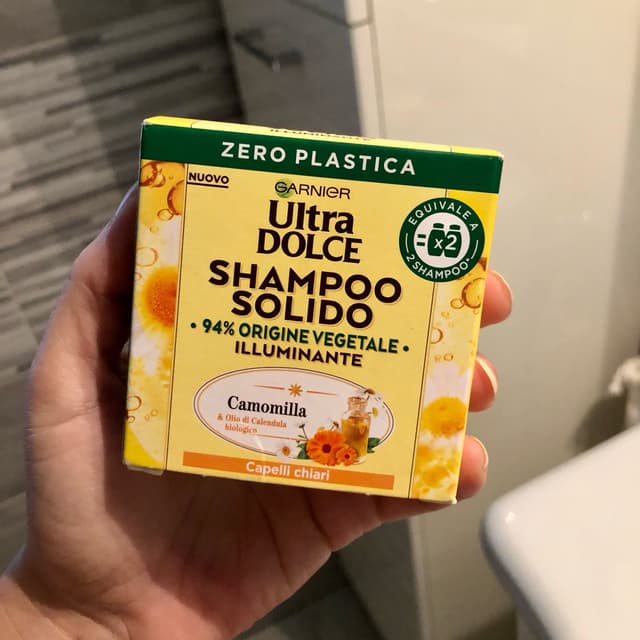 ILLUMINANTE
ZERO PLASTICA
NUOVO
GARNIER
Ultra
DOLCE
SHAMPOO
SOLIDO
• 94% ORIGINE VEGETALE •
ILLUMINANTE
EQUIVALE A
= x2
2 SHAMPOO*
Camomilla
& Olio di Calendula
biologico
Capelli chiari